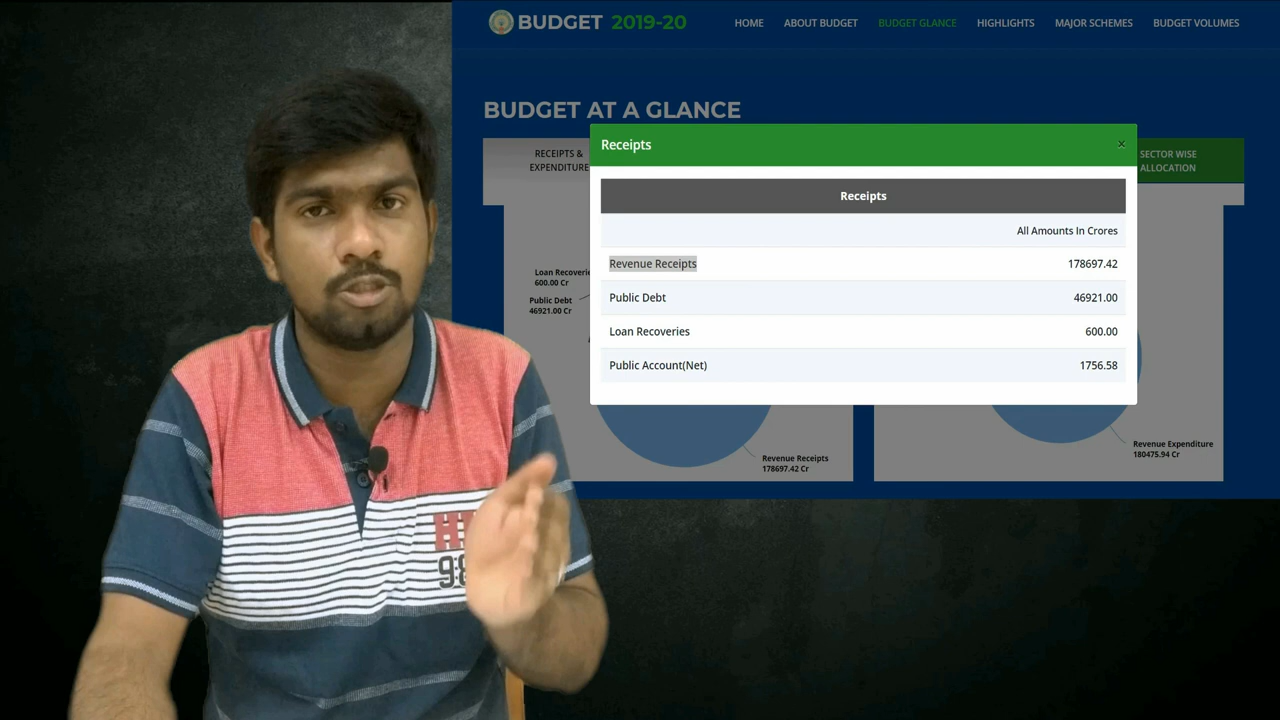 BUDGET 2019-20
HOME
ABOUT BUDGET
BUDGET GLANCE
HIGHLIGHTS
MAJOR SCHEMES
BUDGET VOLUMES
BUDGET AT A GLANCE
RECEIPTS &
EXPENDITURE
SECTOR WISE
ALLOCATION
Receipts
×
Receipts
All Amounts In Crores
Revenue Receipts 178697.42
Public Debt 46921.00
Loan Recoveries 600.00
Public Account(Net) 1756.58
600.00 Cr
Public Debt
46921.00 Cr
Revenue Receipts
178697.42 Cr
Revenue Expenditure
180475.94 Cr